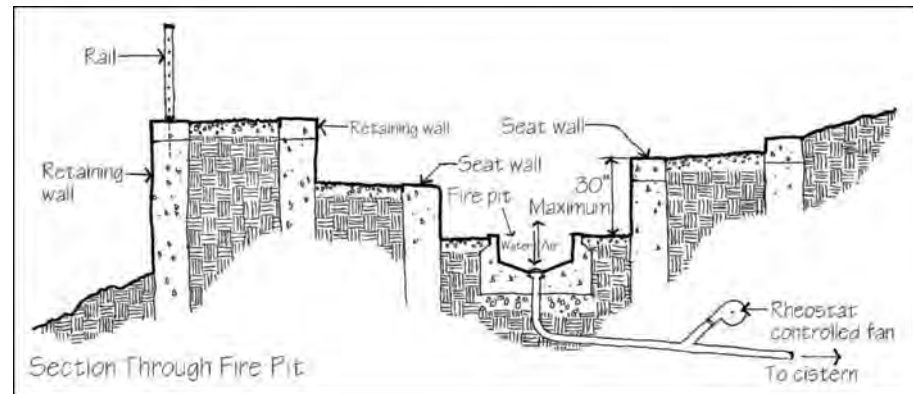 Rail
Retaining wall
Seat wall
Retaining
wall
Seat wall
Fire pit
30"
Maximum
Water
Air
Rheostat
controlled fan
To cistern
Section Through Fire Pit